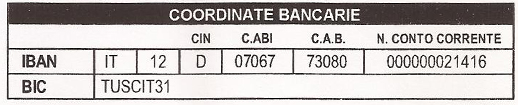 COORDINATE BANCARIE
CIN C.ABI C.A.B. N. CONTO CORRENTE
IBAN IT 12 D 07067 73080 000000021416
BIC TUSCIT31